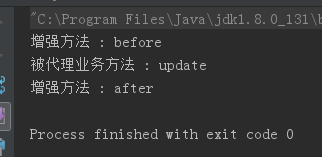 "C:\Program Files\Java\jdk1.8.0_131\b
增强方法 : before
被代理业务方法 : update
增强方法 : after
Process finished with exit code 0